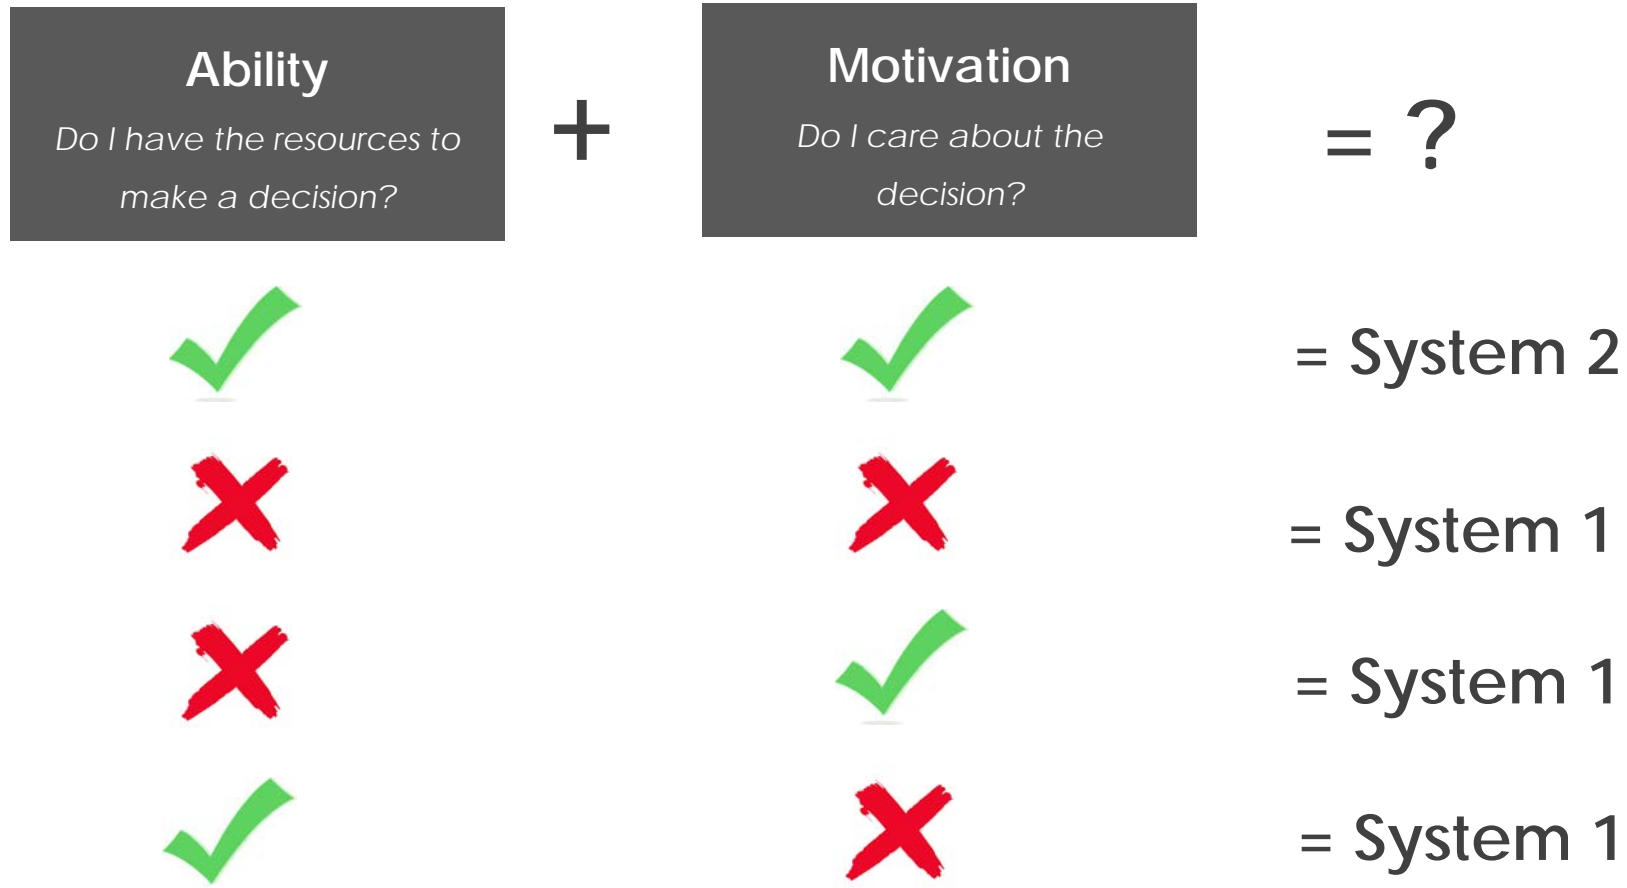 Ability
Do I have the resources to
make a decision?
+
Motivation
Do I care about the
decision?
= ?
= System 2
= System 1
= System 1
= System 1